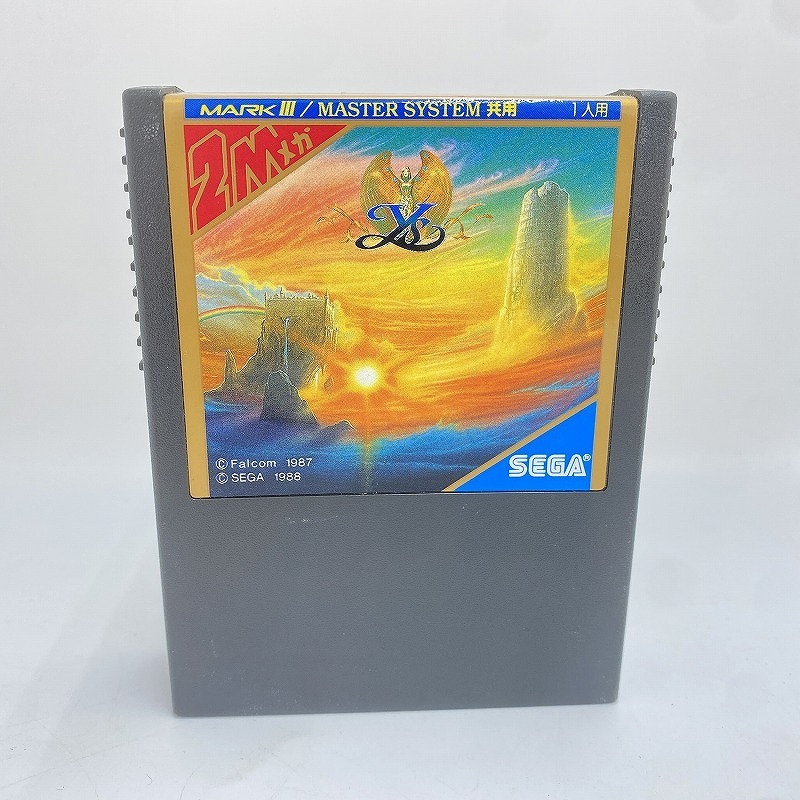 MARK III / MASTER SYSTEM 共用 1人用
2Mメガ
Ys
© Falcom 1987
© SEGA 1988
SEGA®